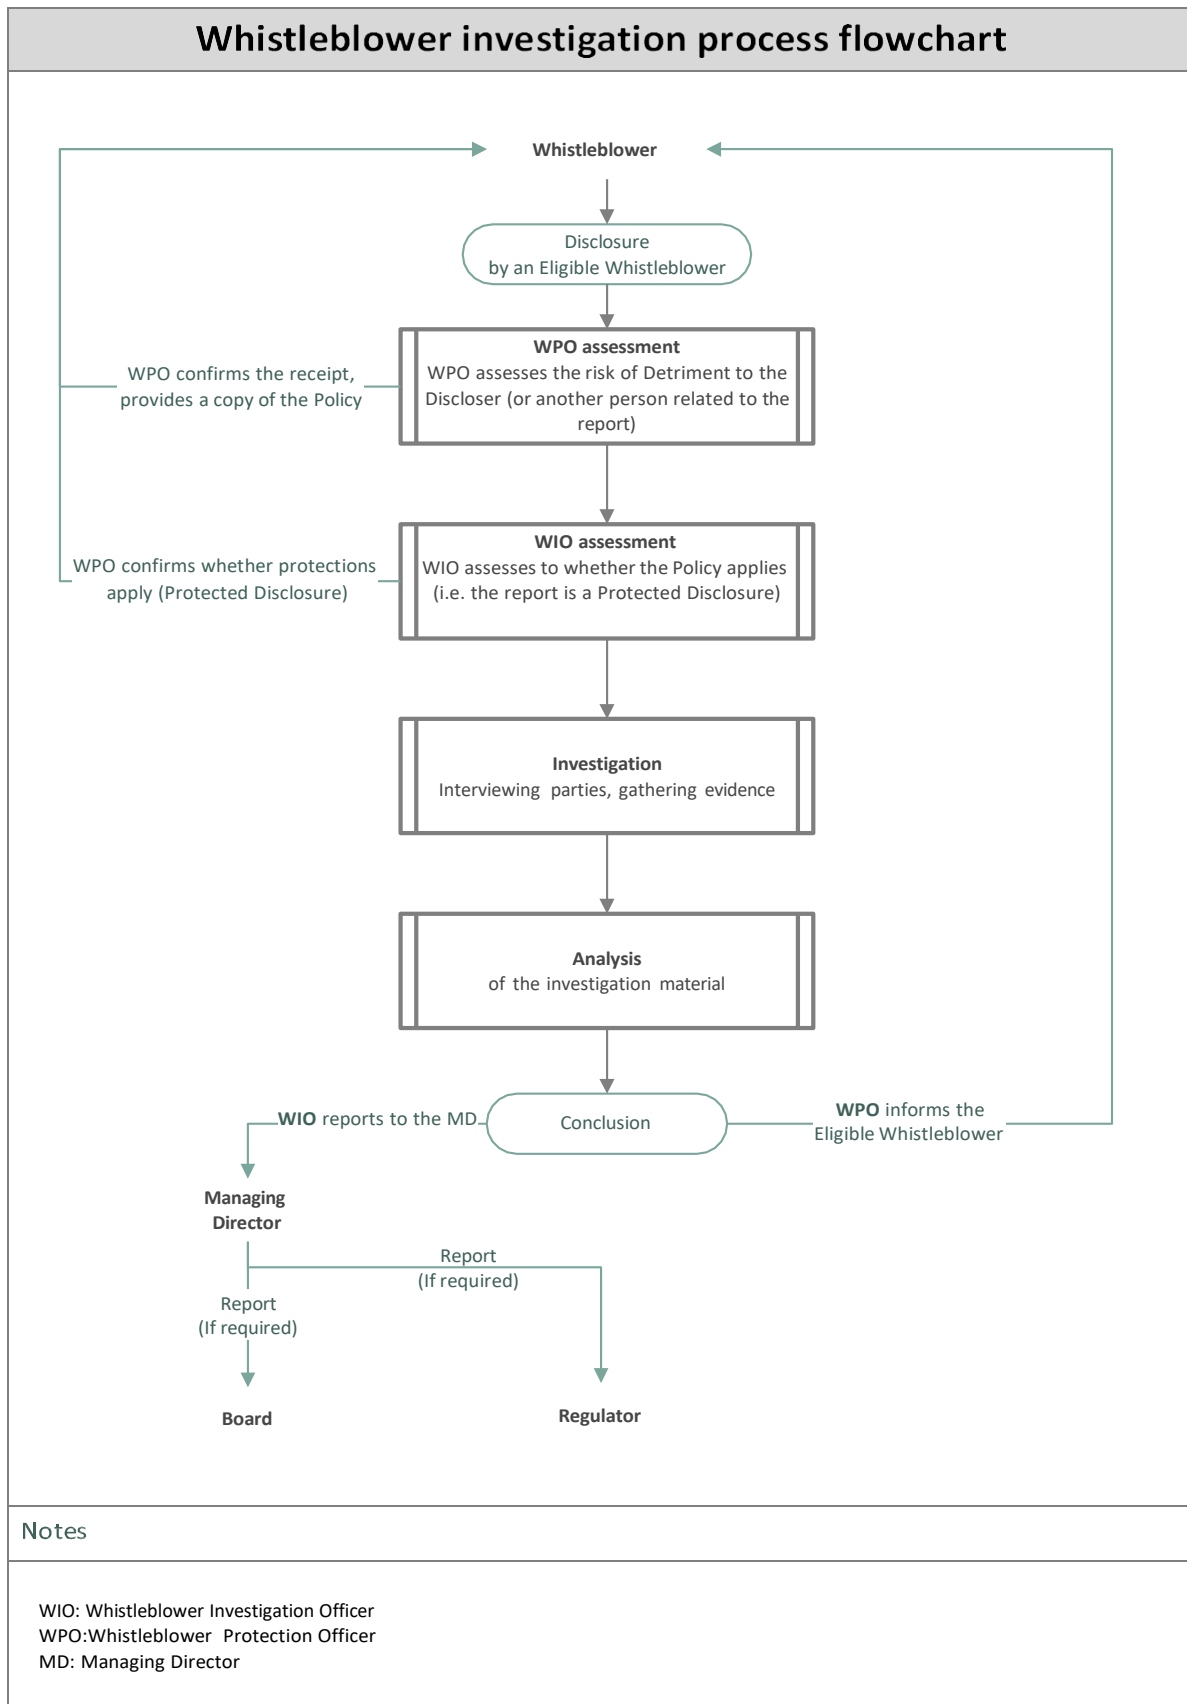 Whistleblower investigation process flowchart
Whistleblower
Disclosure
by an Eligible Whistleblower
WPO assessment
WPO assesses the risk of Detriment to the
Discloser (or another person related to the
report)
WPO confirms the receipt,
provides a copy of the Policy
WIO assessment
WIO assesses to whether the Policy applies
(i.e. the report is a Protected Disclosure)
WPO confirms whether protections
apply (Protected Disclosure)
Investigation
Interviewing parties, gathering evidence
Analysis
of the investigation material
WIO reports to the MD
Conclusion
WPO informs the
Eligible Whistleblower
Managing
Director
Report
(If required)
Report
(If required)
Board
Regulator
Notes
WIO: Whistleblower Investigation Officer
WPO:Whistleblower Protection Officer
MD: Managing Director